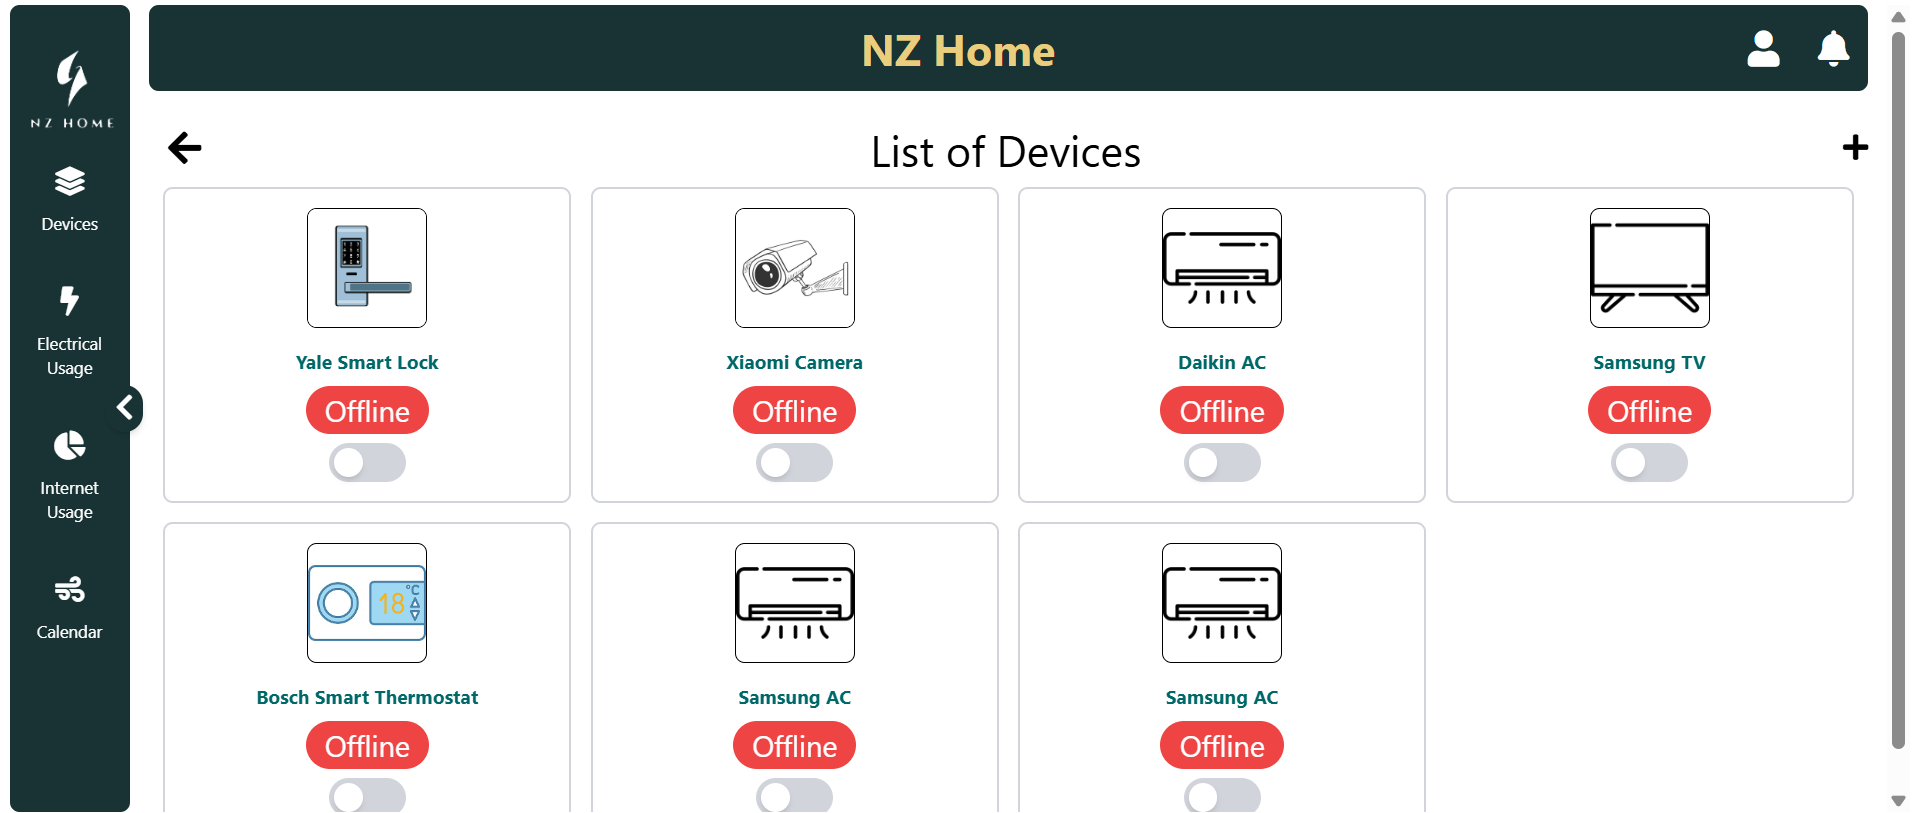 NZ HOME
Devices
Electrical
Usage
Internet
Usage
Calendar
NZ Home
List of Devices
Yale Smart Lock
Offline
Xiaomi Camera
Offline
Daikin AC
Offline
Samsung TV
Offline
18 °C
Bosch Smart Thermostat
Offline
Samsung AC
Offline
Samsung AC
Offline